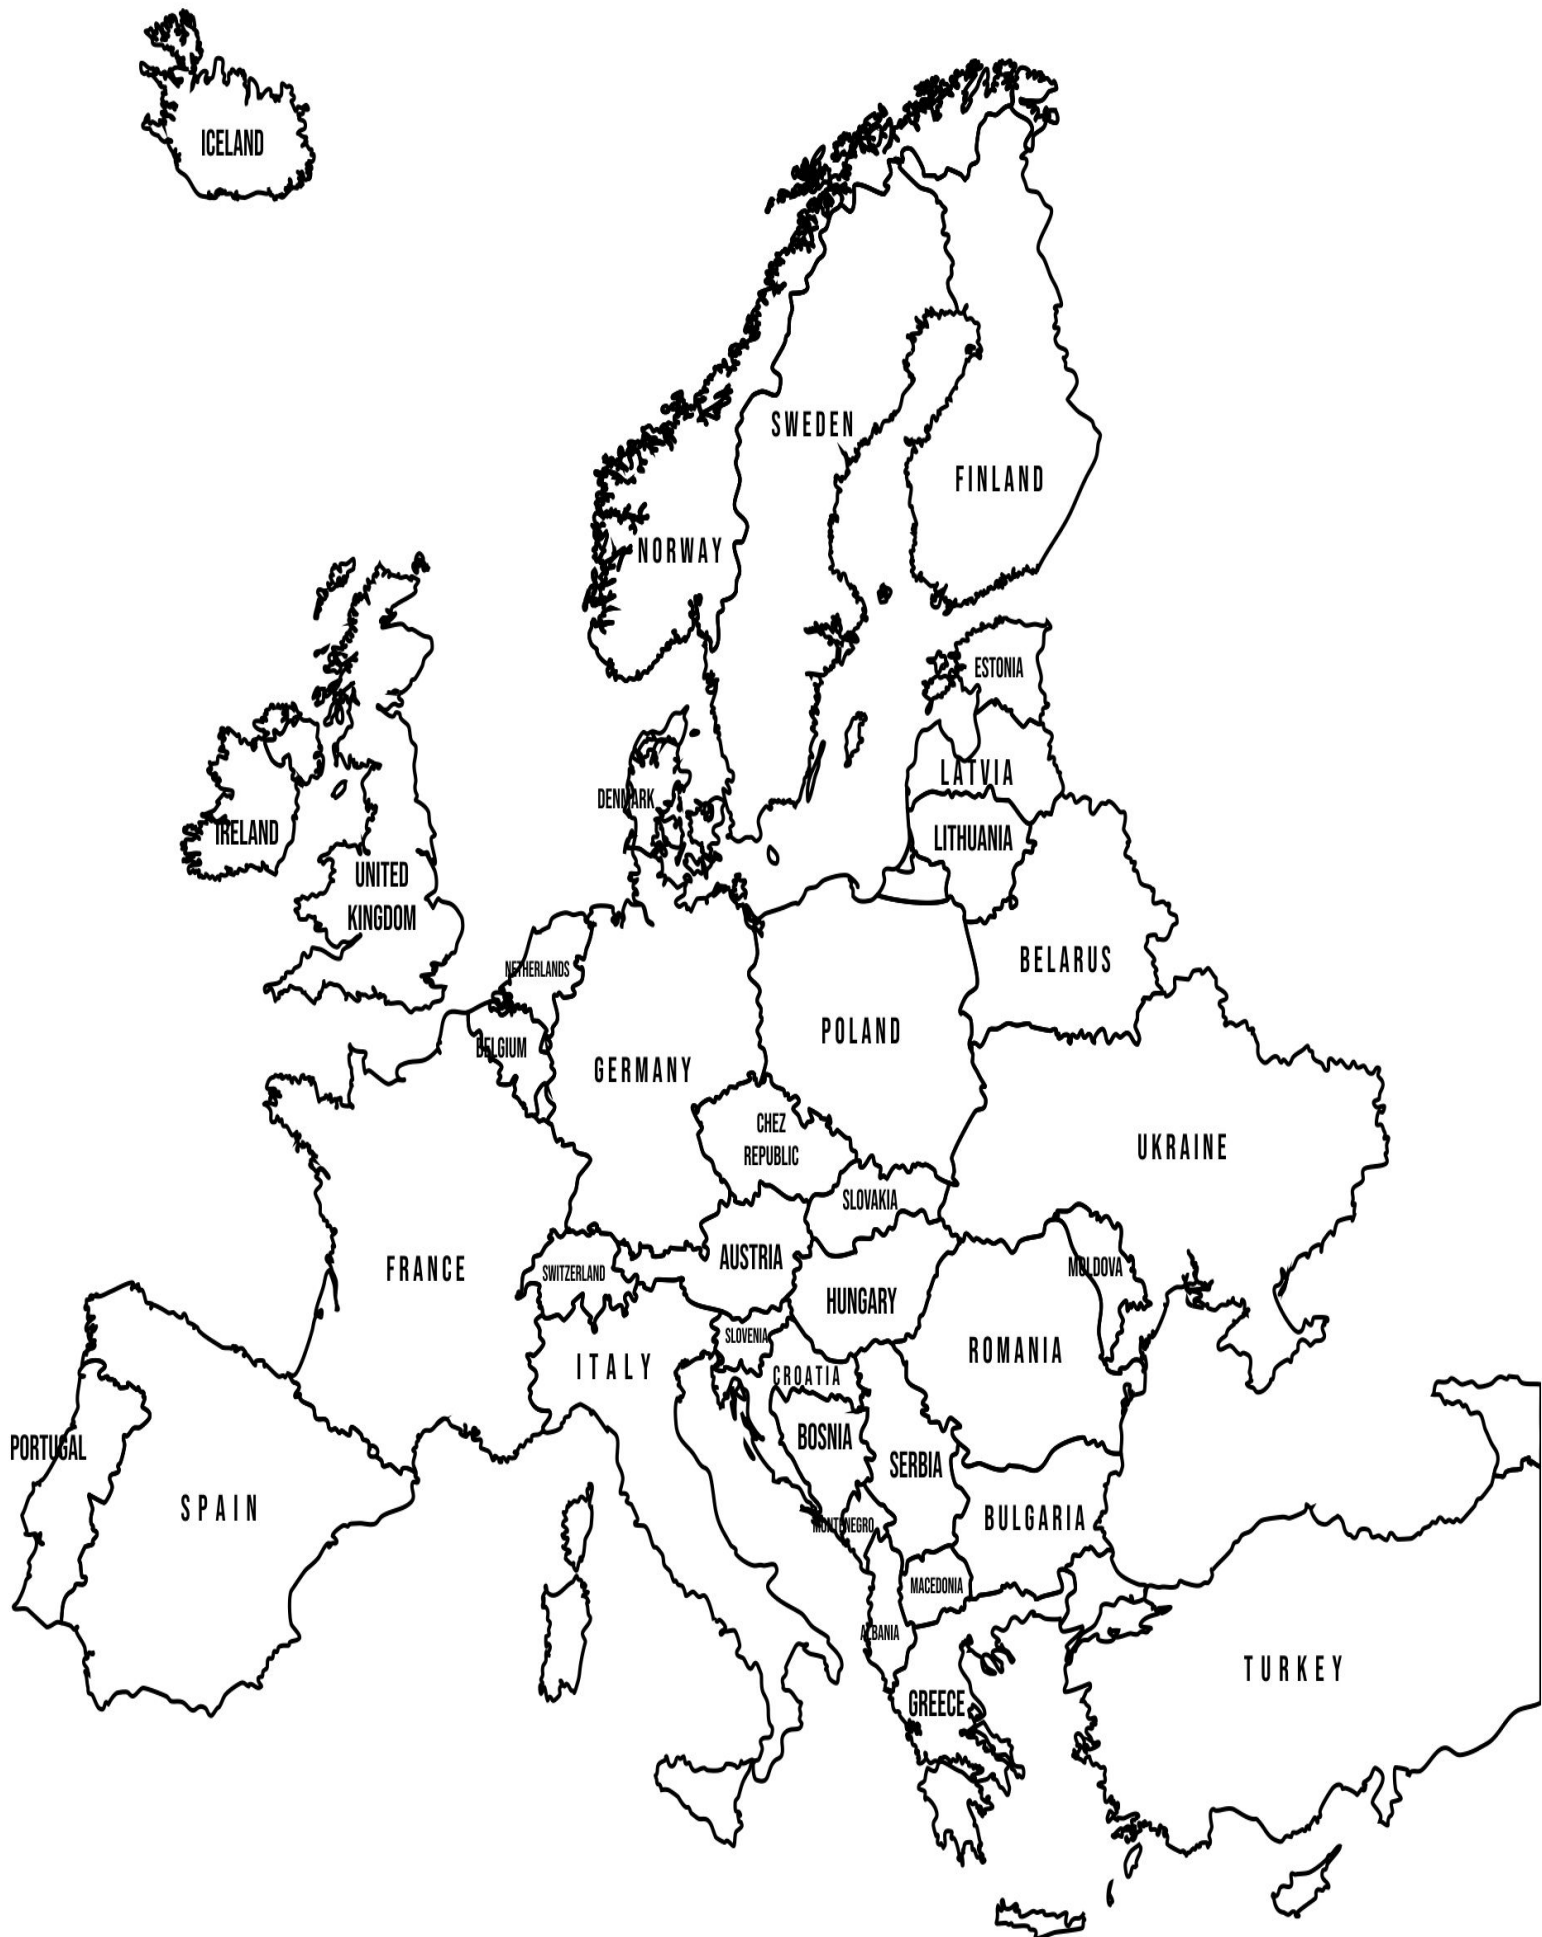 ICELAND
SWEDEN
FINLAND
NORWAY
ESTONIA
LATVIA
DENMARK
LITHUANIA
IRELAND
UNITED
KINGDOM
BELARUS
NETHERLANDS
POLAND
BELGIUM
GERMANY
CHEZ
REPUBLIC
UKRAINE
SLOVAKIA
AUSTRIA
FRANCE
SWITZERLAND
MOLDOVA
HUNGARY
SLOVENIA
ROMANIA
ITALY
CROATIA
BOSNIA
PORTUGAL
SERBIA
SPAIN
BULGARIA
MONTENEGRO
MACEDONIA
ALBANIA
TURKEY
GREECE